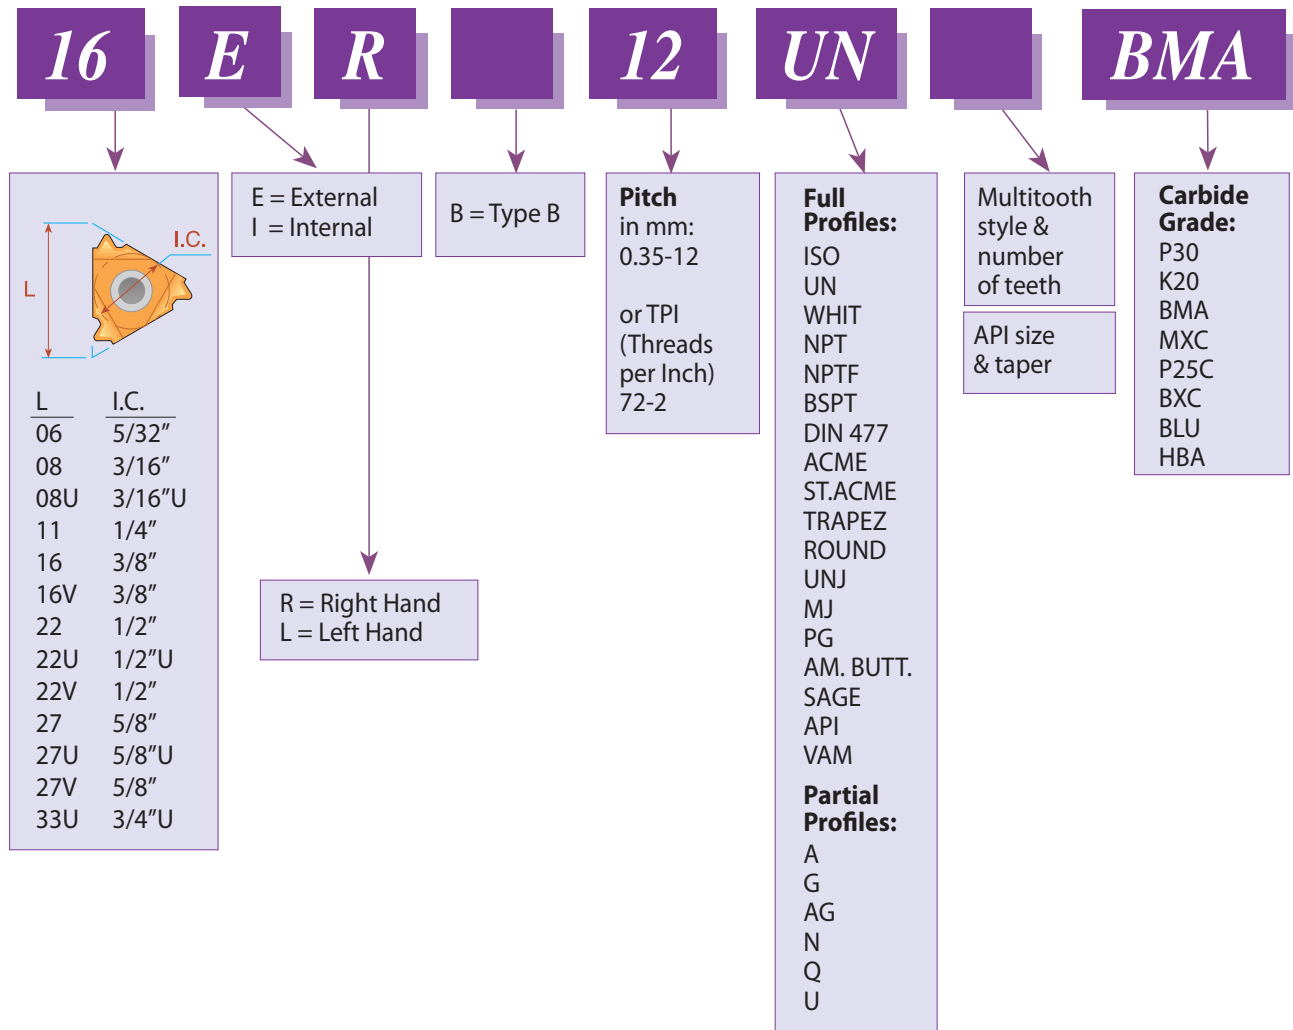 16 E R 12 UN BMA
L
I.C.
L I.C.
06 5/32”
08 3/16”
08U 3/16”U
11 1/4”
16 3/8”
16V 3/8”
22 1/2”
22U 1/2”U
22V 1/2”
27 5/8”
27U 5/8”U
27V 5/8”
33U 3/4”U
E = External
I = Internal
R = Right Hand
L = Left Hand
B = Type B
Pitch
in mm:
0.35-12
or TPI
(Threads
per Inch)
72-2
Full
Profiles:
ISO
UN
WHIT
NPT
NPTF
BSPT
DIN 477
ACME
ST.ACME
TRAPEZ
ROUND
UNJ
MJ
PG
AM. BUTT.
SAGE
API
VAM
Partial
Profiles:
A
G
AG
N
Q
U
Multitooth
style &
number
of teeth
API size
& taper
Carbide
Grade:
P30
K20
BMA
MXC
P25C
BXC
BLU
HBA